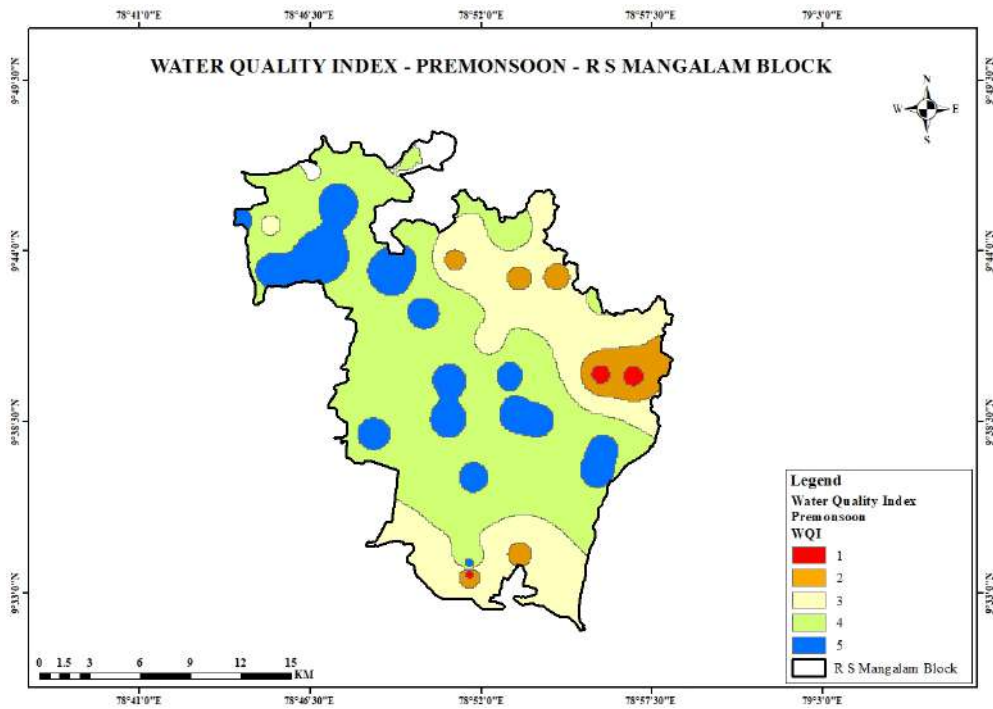 78°41'0"E 78°46'30"E 78°52'0"E 78°57'30"E 79°3'0"E
WATER QUALITY INDEX - PREMONSOON - R S MANGALAM BLOCK
9°49'30"N 9°49'30"N
N
W E
S
9°44'0"N 9°44'0"N
9°38'30"N 9°38'30"N
Legend
Water Quality Index
Premonsoon
WQI
1
2
3
4
5
R S Mangalam Block
9°33'0"N 9°33'0"N
0 1.5 3 6 9 12 15
KM
78°41'0"E 78°46'30"E 78°52'0"E 78°57'30"E 79°3'0"E